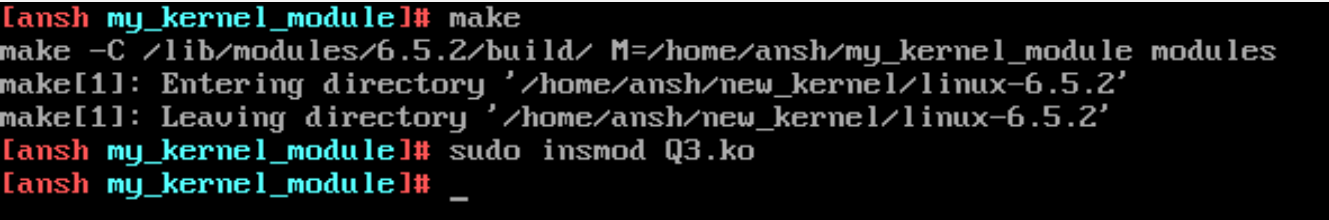 [ansh my_kernel_module]# make
make -C /lib/modules/6.5.2/build/ M=/home/ansh/my_kernel_module modules
make[1]: Entering directory '/home/ansh/new_kernel/linux-6.5.2'
make[1]: Leaving directory '/home/ansh/new_kernel/linux-6.5.2'
[ansh my_kernel_module]# sudo insmod Q3.ko
[ansh my_kernel_module]# _